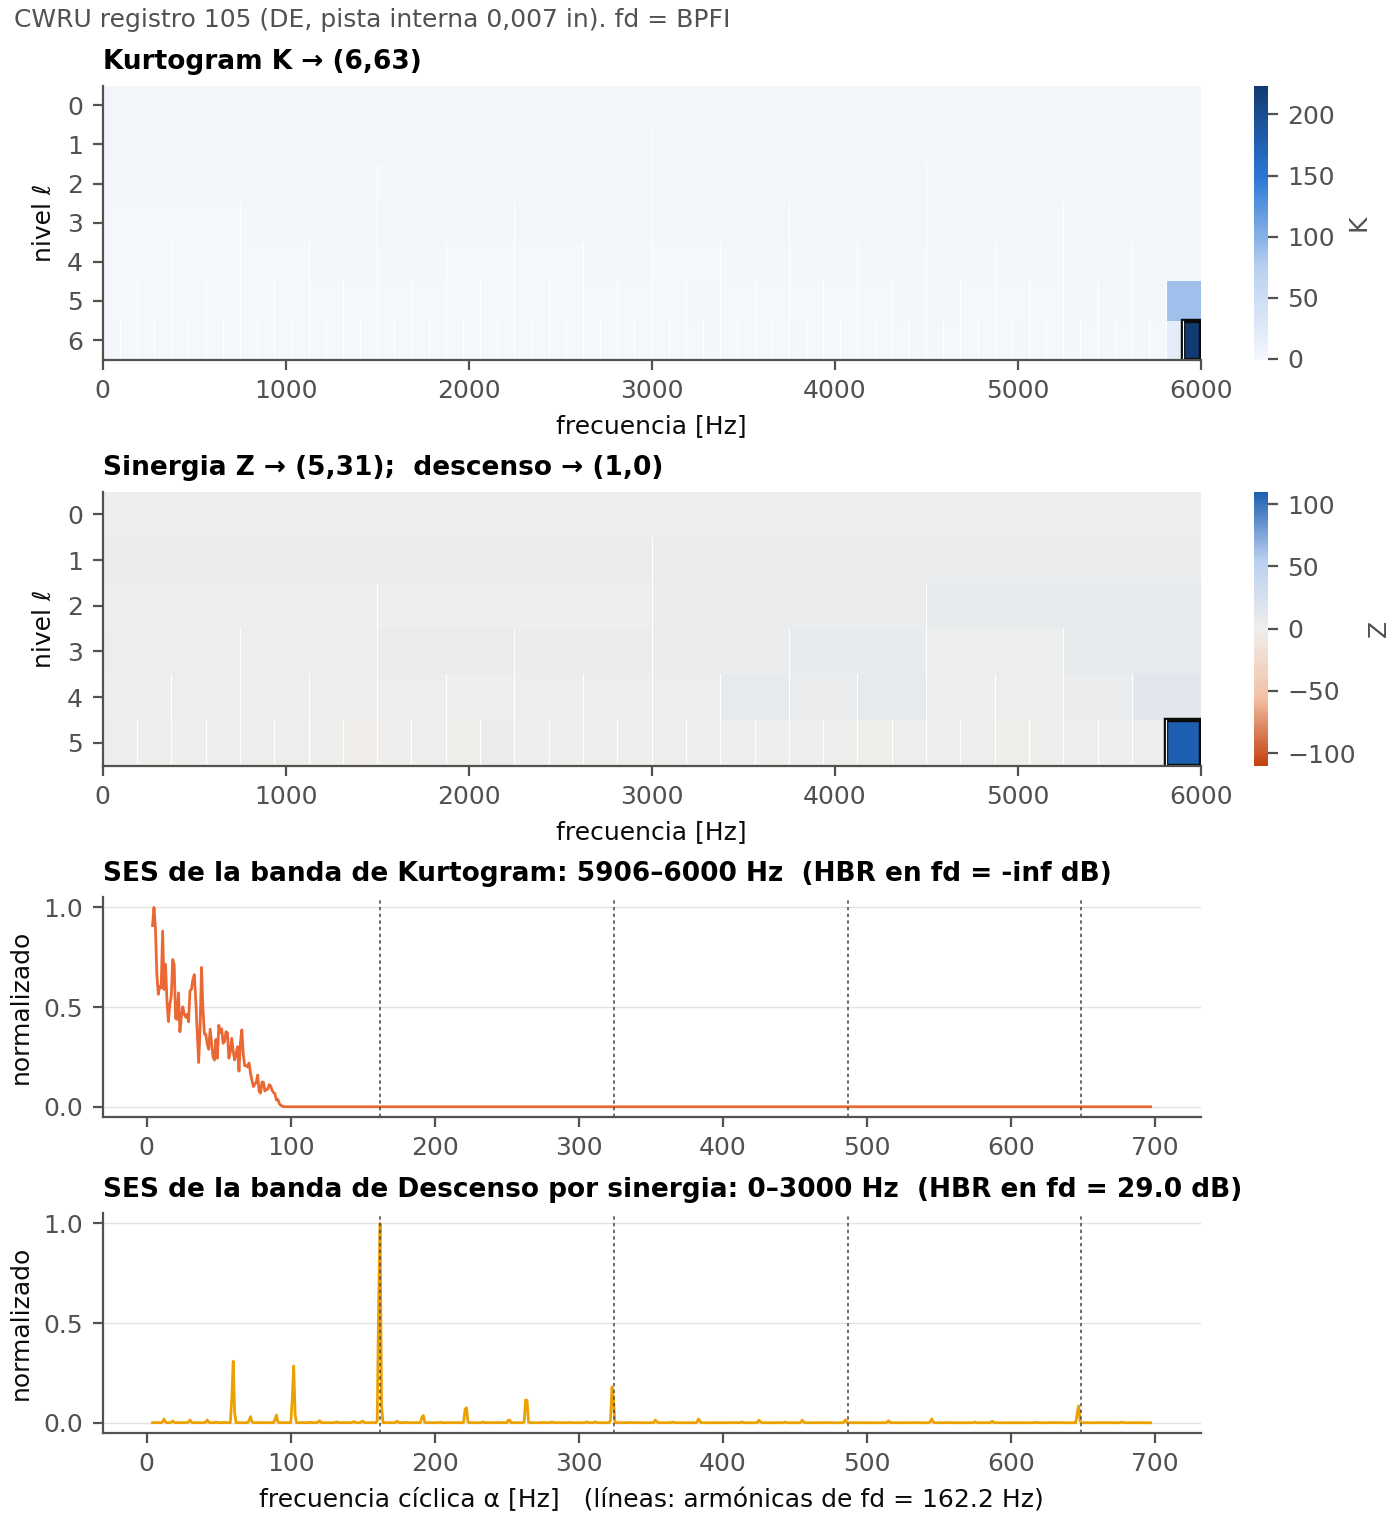 CWRU registro 105 (DE, pista interna 0,007 in). fd = BPFI
Kurtogram K → (6,63)
nivel ℓ
0
1
2
3
4
5
6
0 1000 2000 3000 4000 5000 6000
frecuencia [Hz]
200
150
100
50
0
K
Sinergia Z → (5,31);  descenso → (1,0)
nivel ℓ
0
1
2
3
4
5
0 1000 2000 3000 4000 5000 6000
frecuencia [Hz]
100
50
0
−50
−100
Z
SES de la banda de Kurtogram: 5906–6000 Hz  (HBR en fd = -inf dB)
normalizado
1.0
0.5
0.0
0 100 200 300 400 500 600 700
SES de la banda de Descenso por sinergia: 0–3000 Hz  (HBR en fd = 29.0 dB)
normalizado
1.0
0.5
0.0
0 100 200 300 400 500 600 700
frecuencia cíclica α [Hz]   (líneas: armónicas de fd = 162.2 Hz)